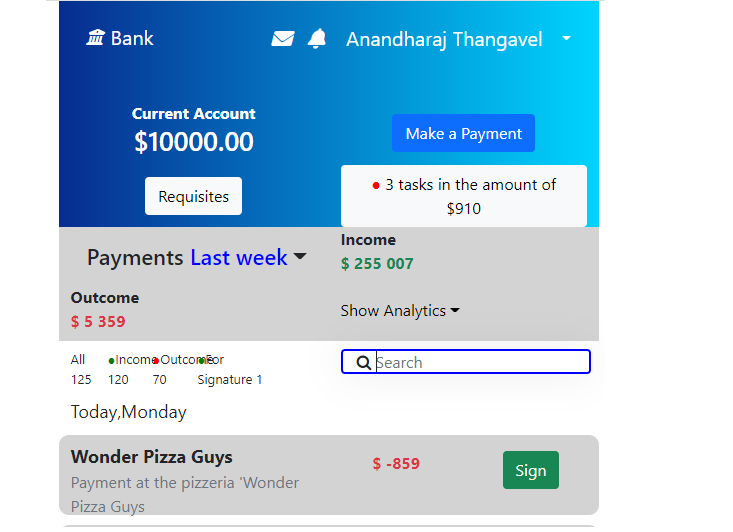 Bank
Anandharaj Thangavel
Current Account
$10000.00
Make a Payment
Requisites
3 tasks in the amount of
$910
Payments Last week
Income
$ 255 007
Outcome
$ 5 359
Show Analytics
All
125
Income
120
Outcome
70
For
Signature 1
Search
Today,Monday
Wonder Pizza Guys
Payment at the pizzeria 'Wonder
Pizza Guys
$ -859
Sign